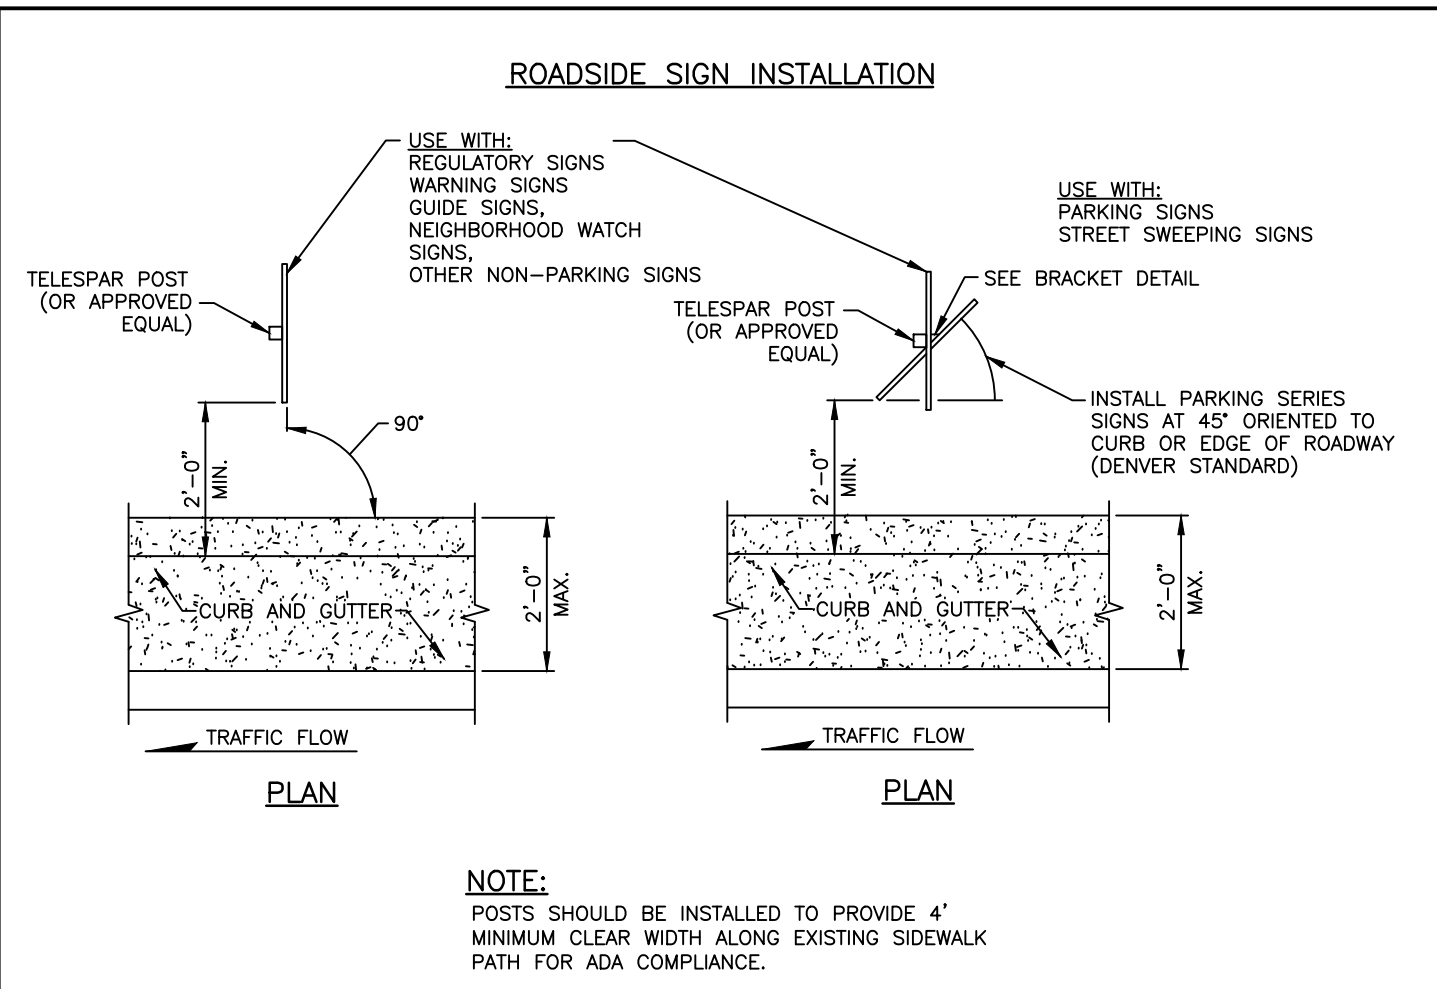 ROADSIDE SIGN INSTALLATION
USE WITH:
REGULATORY SIGNS
WARNING SIGNS
GUIDE SIGNS,
NEIGHBORHOOD WATCH
SIGNS,
OTHER NON-PARKING SIGNS
TELESPAR POST
(OR APPROVED
EQUAL)
90°
2'-0"
MIN.
CURB AND GUTTER
2'-0"
MAX.
TRAFFIC FLOW
PLAN
USE WITH:
PARKING SIGNS
STREET SWEEPING SIGNS
SEE BRACKET DETAIL
TELESPAR POST
(OR APPROVED
EQUAL)
INSTALL PARKING SERIES
SIGNS AT 45° ORIENTED TO
CURB OR EDGE OF ROADWAY
(DENVER STANDARD)
2'-0"
MIN.
CURB AND GUTTER
2'-0"
MAX.
TRAFFIC FLOW
PLAN
NOTE:
POSTS SHOULD BE INSTALLED TO PROVIDE 4'
MINIMUM CLEAR WIDTH ALONG EXISTING SIDEWALK
PATH FOR ADA COMPLIANCE.